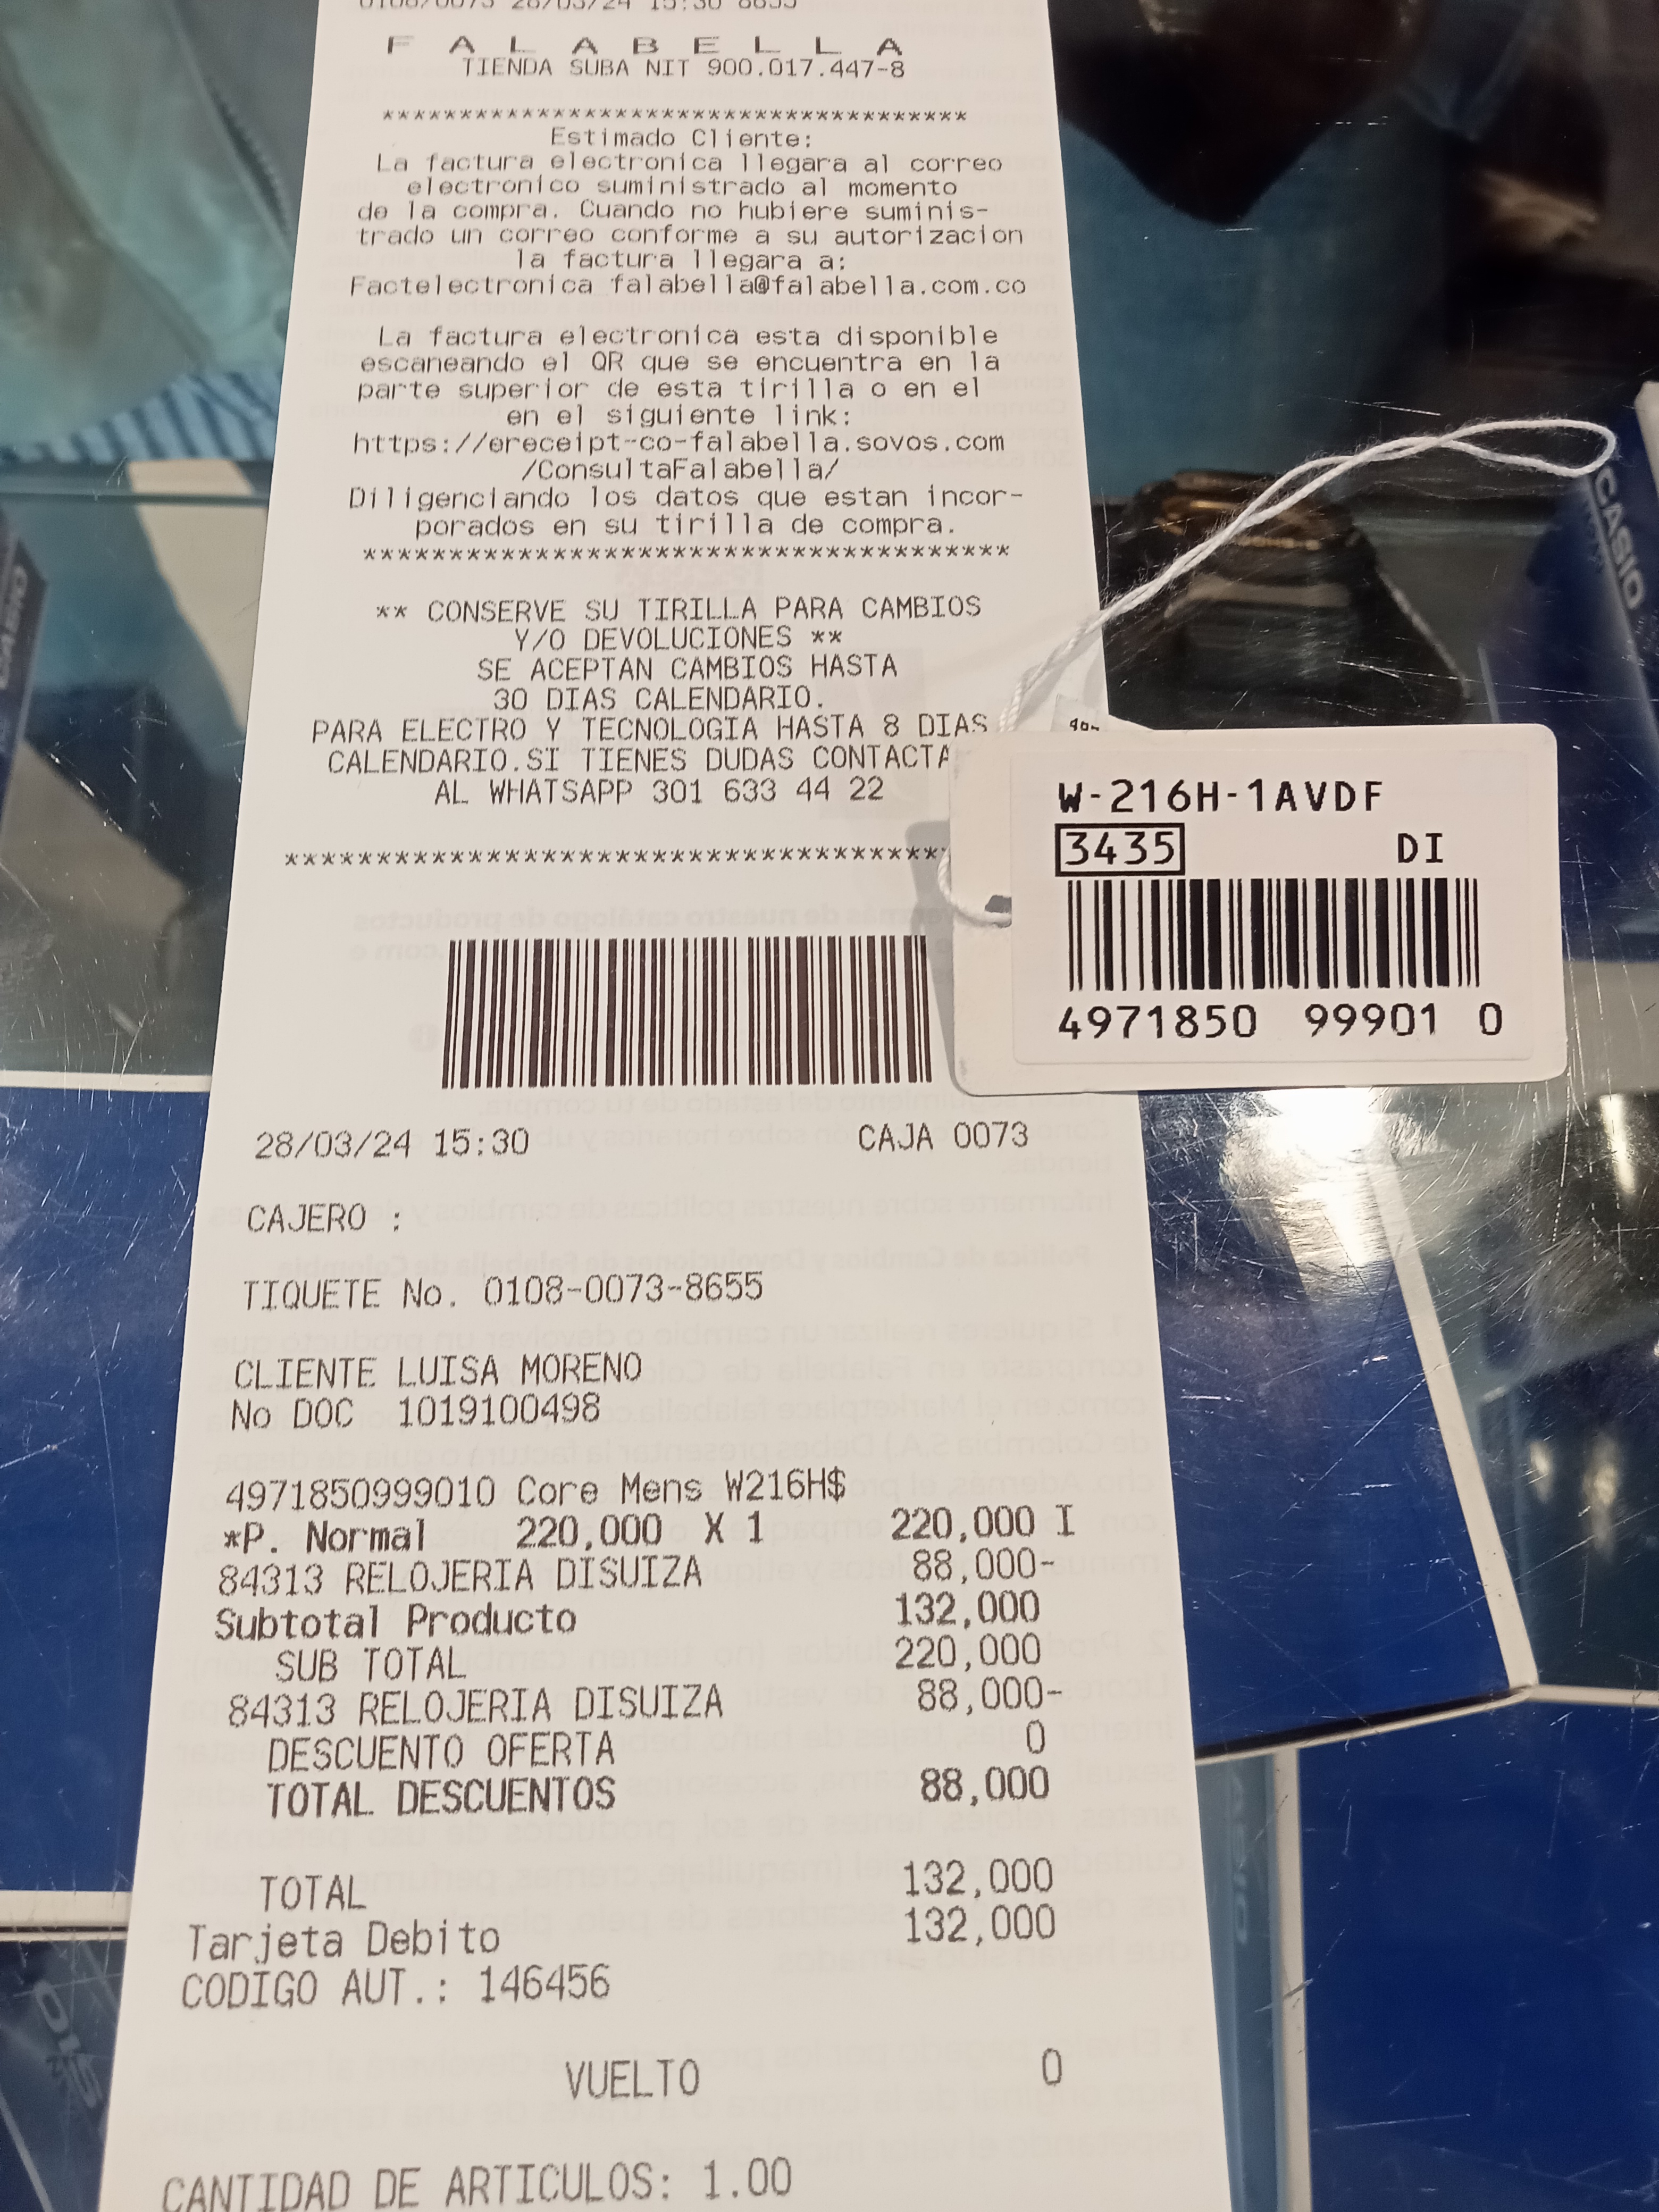 0108/0073 28/03/24 15:30 8655
F A L A B E L L A
TIENDA SUBA NIT 900.017.447-8
**************************************
Estimado Cliente:
La factura electronica llegara al correo
electronico suministrado al momento
de la compra. Cuando no hubiere suminis-
trado un correo conforme a su autorizacion
la factura llegara a:
Factelectronica falabella@falabella.com.co
La factura electronica esta disponible
escaneando el QR que se encuentra en la
parte superior de esta tirilla o en el
en el siguiente link:
https://ereceipt-co-falabella.sovos.com
/ConsultaFalabella/
Diligenciando los datos que estan incor-
porados en su tirilla de compra.
**************************************
** CONSERVE SU TIRILLA PARA CAMBIOS
Y/O DEVOLUCIONES **
SE ACEPTAN CAMBIOS HASTA
30 DIAS CALENDARIO.
PARA ELECTRO Y TECNOLOGIA HASTA 8 DIAS
CALENDARIO.SI TIENES DUDAS CONTACTA
AL WHATSAPP 301 633 44 22
************************************
28/03/24 15:30 CAJA 0073
CAJERO :
TIQUETE No. 0108-0073-8655
CLIENTE LUISA MORENO
No DOC 1019100498
4971850999010 Core Mens W216H$
*P. Normal 220,000 X 1 220,000 I
84313 RELOJERIA DISUIZA 88,000-
Subtotal Producto 132,000
SUB TOTAL 220,000
84313 RELOJERIA DISUIZA 88,000-
DESCUENTO OFERTA 0
TOTAL DESCUENTOS 88,000
TOTAL 132,000
Tarjeta Debito 132,000
CODIGO AUT.: 146456
VUELTO 0
CANTIDAD DE ARTICULOS: 1.00
W-216H-1AVDF
3435 DI
4971850 99901 0
CASIO
CASIO
CASIO